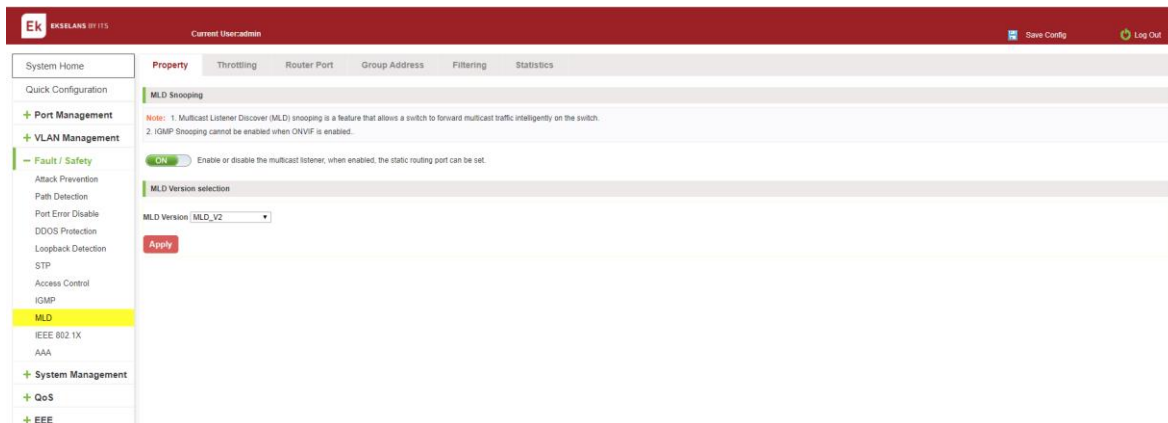 Ek EKSELANS BY ITS
Current User:admin
Save Config
Log Out
System Home
Quick Configuration
+ Port Management
+ VLAN Management
− Fault / Safety
Attack Prevention
Path Detection
Port Error Disable
DDOS Protection
Loopback Detection
STP
Access Control
IGMP
MLD
IEEE 802.1X
AAA
+ System Management
+ QoS
+ EEE
Property Throttling Router Port Group Address Filtering Statistics
MLD Snooping
Note: 1. Multicast Listener Discover (MLD) snooping is a feature that allows a switch to forward multicast traffic intelligently on the switch.
2. IGMP Snooping cannot be enabled when ONVIF is enabled.
ON Enable or disable the multicast listener, when enabled, the static routing port can be set.
MLD Version selection
MLD Version MLD_V2
Apply